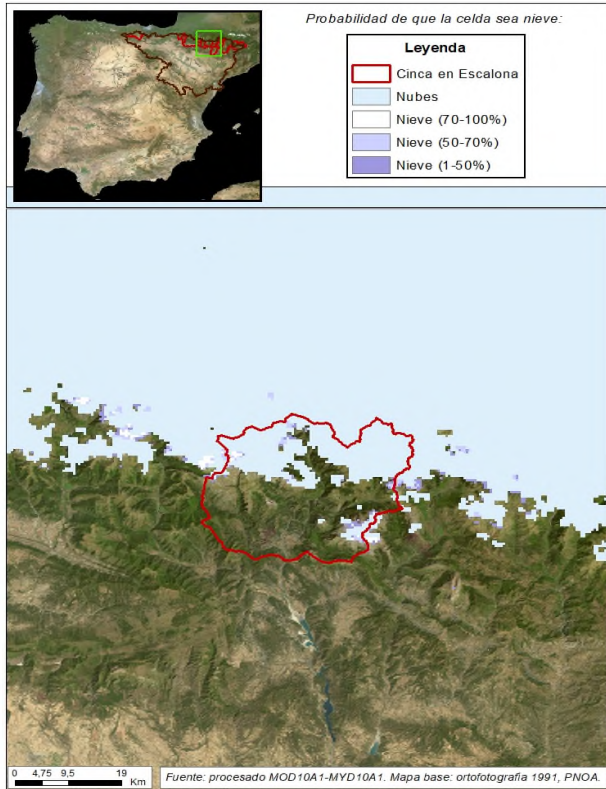 Probabilidad de que la celda sea nieve:
Leyenda
Cinca en Escalona
Nubes
Nieve (70-100%)
Nieve (50-70%)
Nieve (1-50%)
0 4,75 9,5 19
Km
Fuente: procesado MOD10A1-MYD10A1. Mapa base: ortofotografia 1991, PNOA.